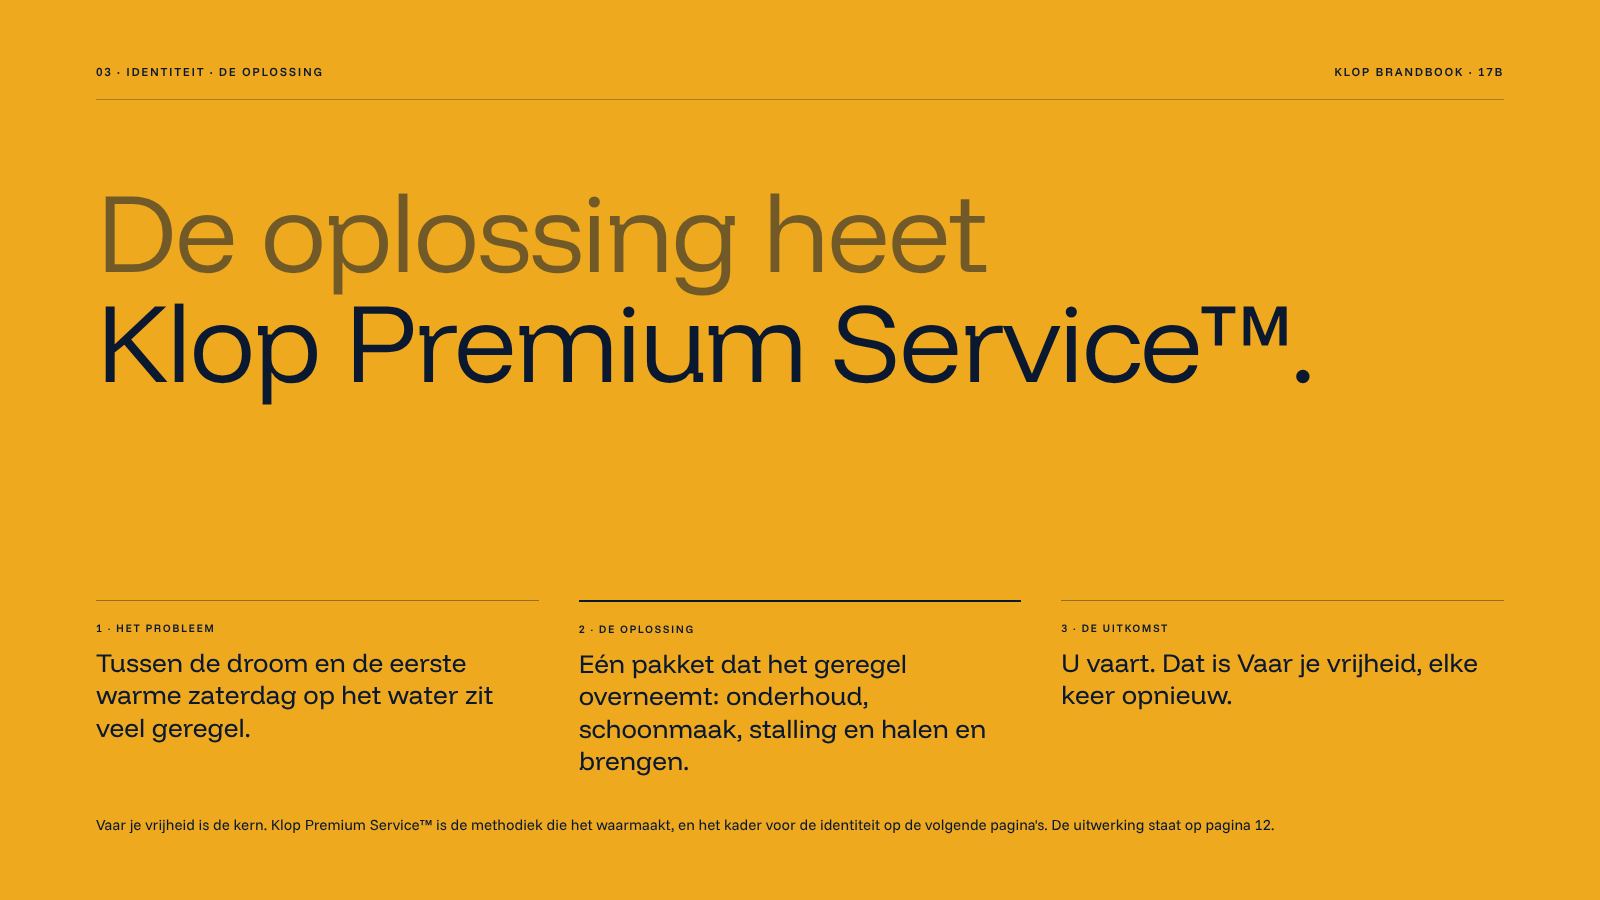 03 · IDENTITEIT · DE OPLOSSING
KLOP BRANDBOOK · 17B
De oplossing heet
Klop Premium Service™.
1 · HET PROBLEEM
Tussen de droom en de eerste
warme zaterdag op het water zit
veel geregel.
2 · DE OPLOSSING
Eén pakket dat het geregel
overneemt: onderhoud,
schoonmaak, stalling en halen en
brengen.
3 · DE UITKOMST
U vaart. Dat is Vaar je vrijheid, elke
keer opnieuw.
Vaar je vrijheid is de kern. Klop Premium Service™ is de methodiek die het waarmaakt, en het kader voor de identiteit op de volgende pagina's. De uitwerking staat op pagina 12.